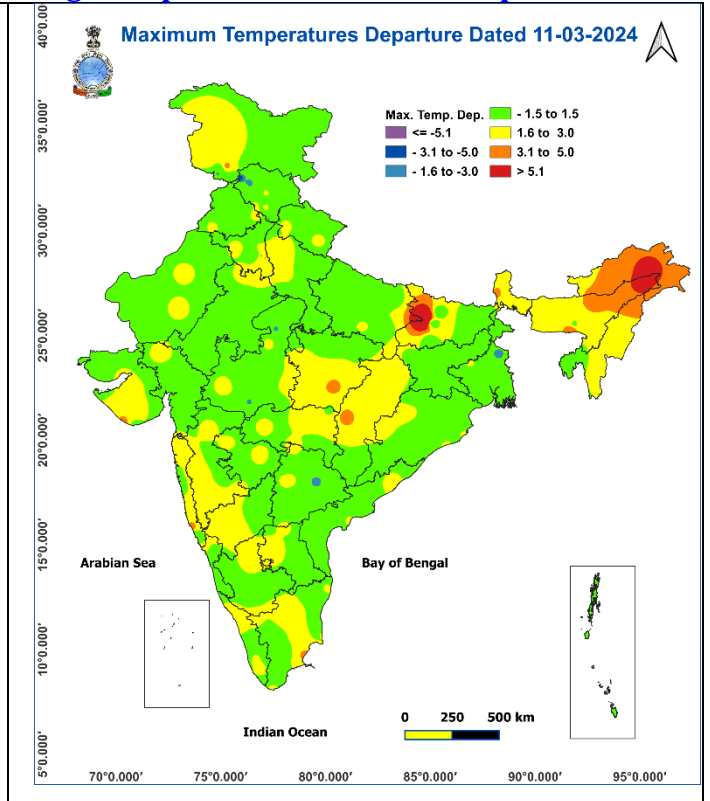 Maximum Temperatures Departure Dated 11-03-2024
Max. Temp. Dep.
<= -5.1
- 3.1 to -5.0
- 1.6 to -3.0
- 1.5 to 1.5
1.6 to 3.0
3.1 to 5.0
> 5.1
40°0.00
35°0.000'
30°0.000'
25°0.000'
20°0.000'
15°0.000'
10°0.000'
5°0.000'
Arabian Sea
Bay of Bengal
Indian Ocean
0 250 500 km
70°0.000' 75°0.000' 80°0.000' 85°0.000' 90°0.000' 95°0.000'